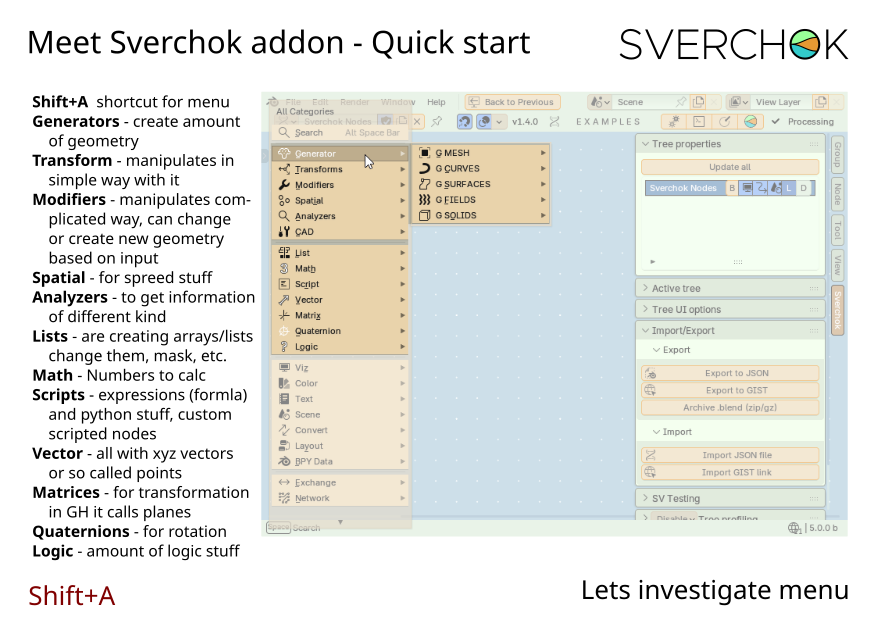 Meet Sverchok addon - Quick start
SVERCHOK
Shift+A shortcut for menu
Generators - create amount
of geometry
Transform - manipulates in
simple way with it
Modifiers - manipulates com-
plicated way, can change
or create new geometry
based on input
Spatial - for spreed stuff
Analyzers - to get information
of different kind
Lists - are creating arrays/lists
change them, mask, etc.
Math - Numbers to calc
Scripts - expressions (formla)
and python stuff, custom
scripted nodes
Vector - all with xyz vectors
or so called points
Matrices - for transformation
in GH it calls planes
Quaternions - for rotation
Logic - amount of logic stuff
File Edit Render Window Help Back to Previous Scene View Layer
All Categories
Sverchok Nodes v1.4.0 EXAMPLES Processing
Search Alt Space Bar
Generator
Transforms
Modifiers
Spatial
Analyzers
CAD
List
Math
Script
Vector
Matrix
Quaternion
Logic
Viz
Color
Text
Scene
Convert
Layout
BPY Data
Exchange
Network
G MESH
G CURVES
G SURFACES
G FIELDS
G SOLIDS
Tree properties
Update all
Sverchok Nodes B L D
Active tree
Tree UI options
Import/Export
Export
Export to JSON
Export to GIST
Archive .blend (zip/gz)
Import
Import JSON file
Import GIST link
SV Testing
Disable Tree profiling
Group
Node
Tool
View
Sverchok
Space Search
5.0.0 b
Shift+A
Lets investigate menu